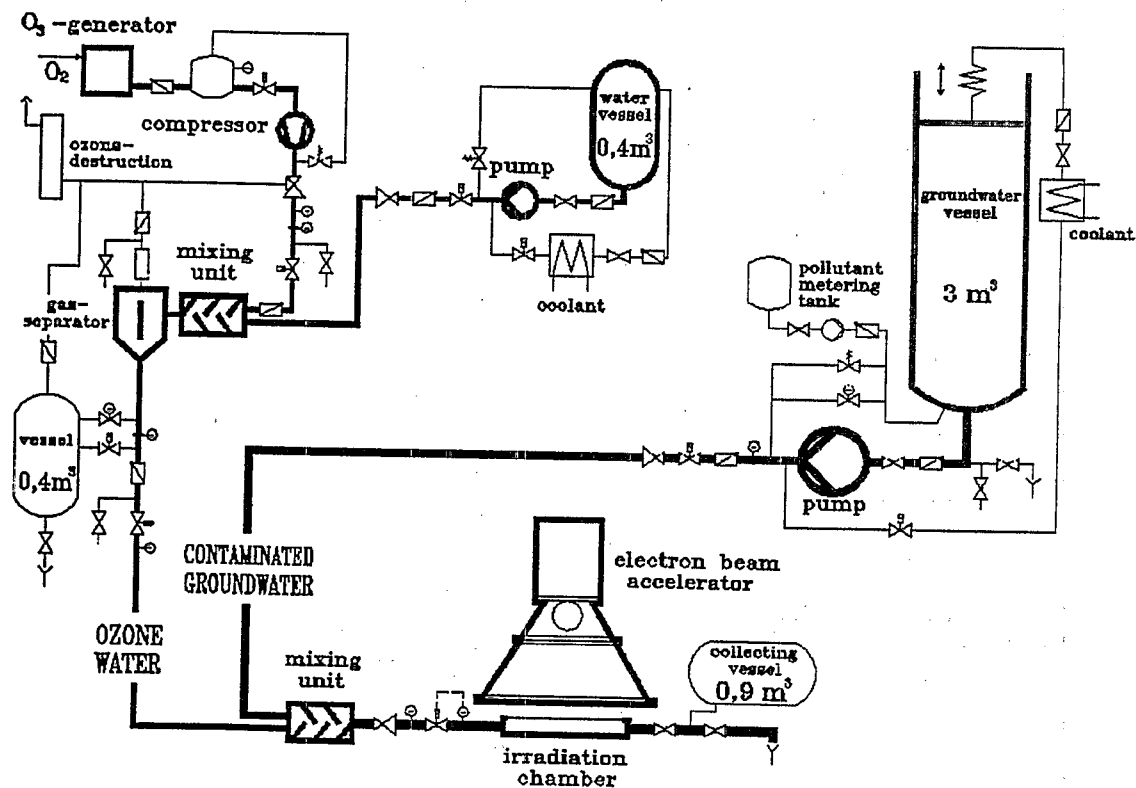 O₃-generator
O₂
compressor
ozone-
destruction
water
vessel
0,4m³
pump
mixing
unit
coolant
gas-
separator
vessel
0,4m³
pollutant
metering
tank
groundwater
vessel
3 m³
coolant
pump
CONTAMINATED
GROUNDWATER
electron beam
accelerator
OZONE
WATER
mixing
unit
collecting
vessel
0,9 m³
irradiation
chamber